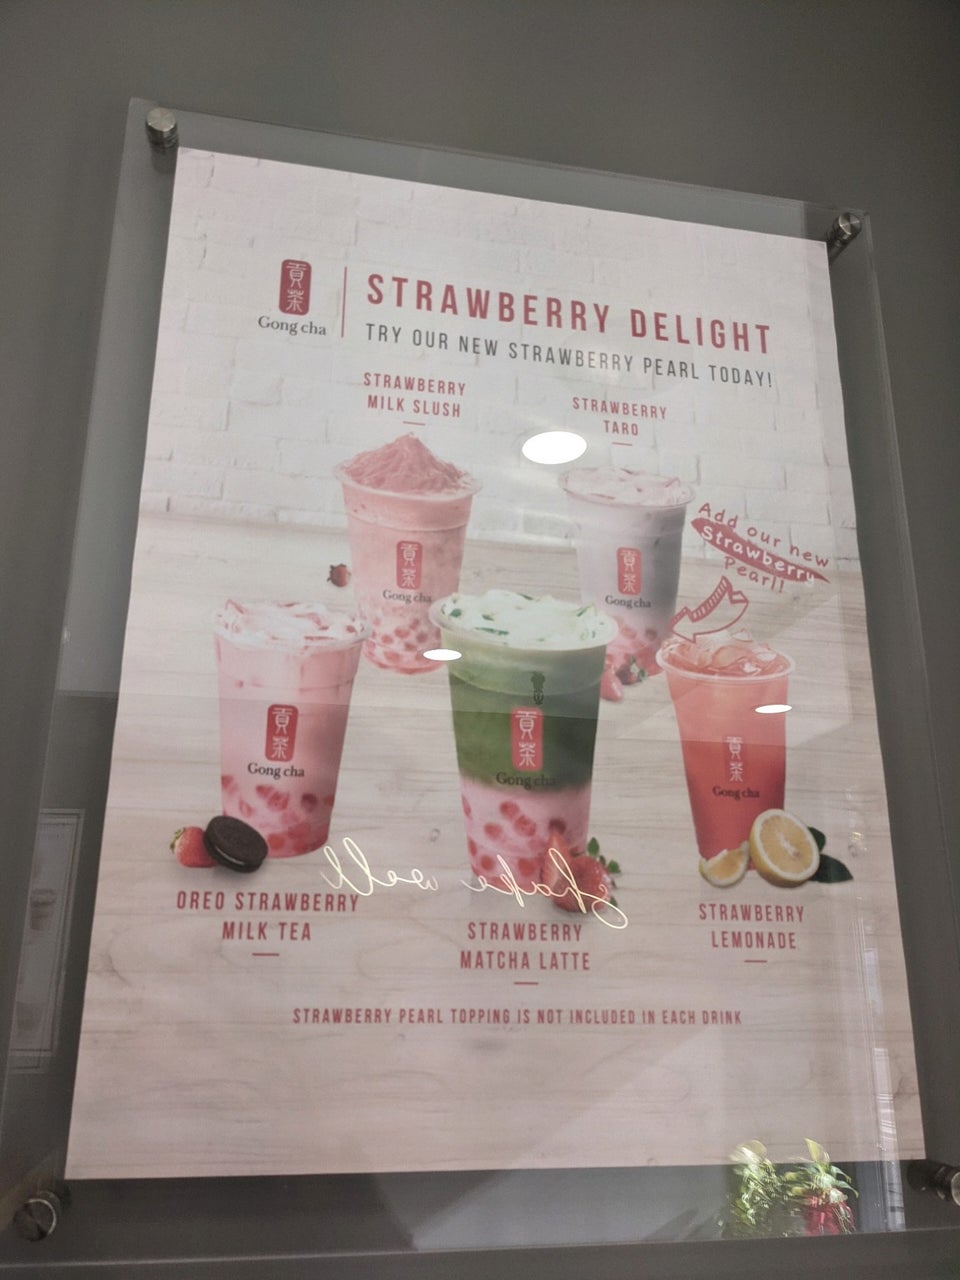 貢茶
Gong cha
STRAWBERRY DELIGHT
TRY OUR NEW STRAWBERRY PEARL TODAY!
STRAWBERRY
MILK SLUSH
STRAWBERRY
TARO
Add our new
Strawberry
Pearl!
貢茶
Gong cha
貢茶
Gong cha
貢茶
Gong cha
貢茶
Gong cha
貢茶
Gong cha
shake well
OREO STRAWBERRY
MILK TEA
STRAWBERRY
MATCHA LATTE
STRAWBERRY
LEMONADE
STRAWBERRY PEARL TOPPING IS NOT INCLUDED IN EACH DRINK